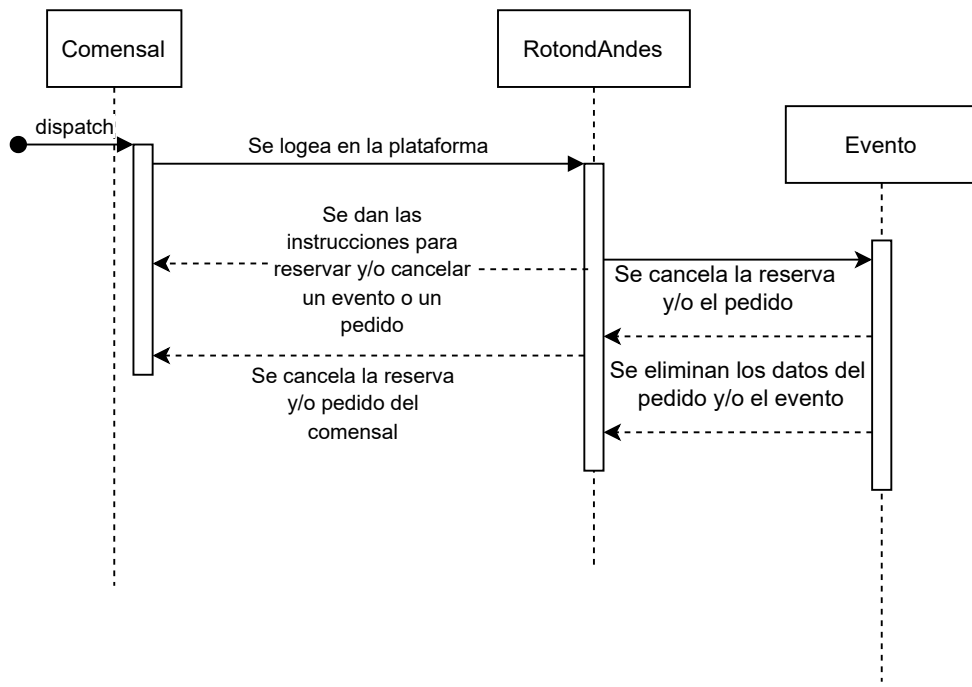 Comensal
RotondAndes
Evento
dispatch
Se logea en la plataforma
Se dan las
instrucciones para
reservar y/o cancelar
un evento o un
pedido
Se cancela la reserva
y/o el pedido
Se cancela la reserva
y/o pedido del
comensal
Se eliminan los datos del
pedido y/o el evento